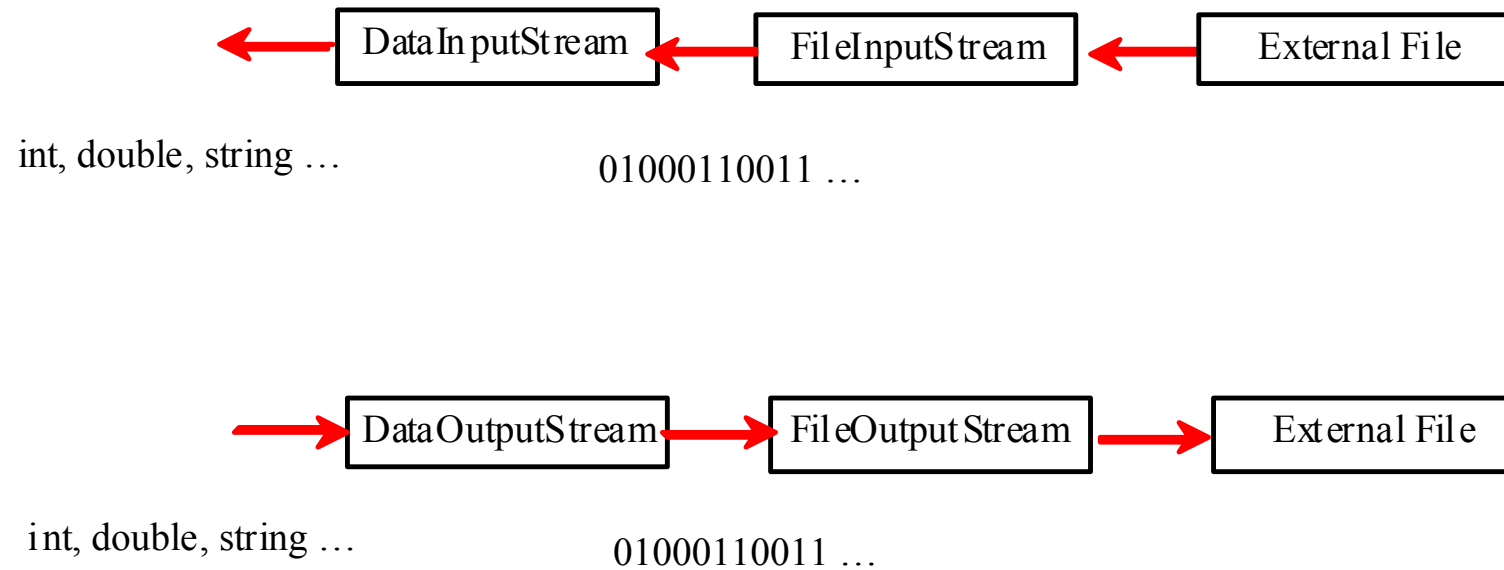 DataInputStream
FileInputStream
External File
int, double, string …
01000110011 …
DataOutputStream
FileOutputStream
External File
int, double, string …
01000110011 …